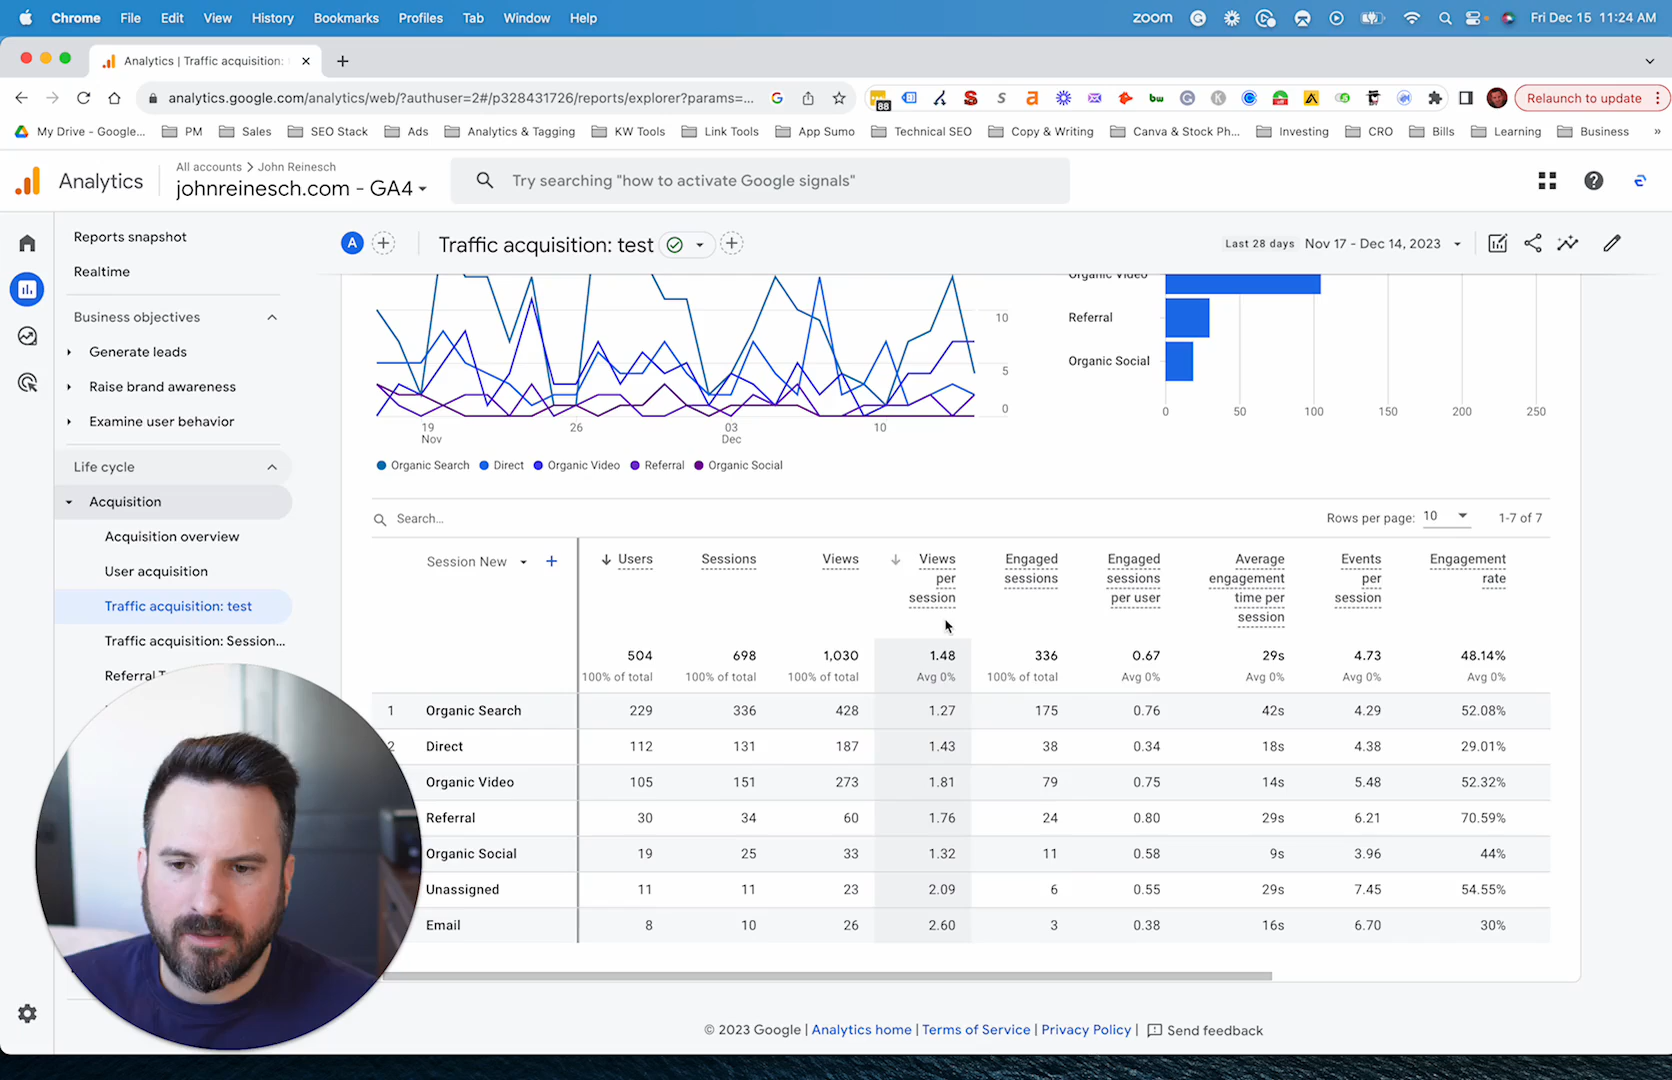 Chrome File Edit View History Bookmarks Profiles Tab Window Help zoom Fri Dec 15 11:24 AM
Analytics | Traffic acquisition:
analytics.google.com/analytics/web/?authuser=2#/p328431726/reports/explorer?params=... 88 Relaunch to update
My Drive - Google... PM Sales SEO Stack Ads Analytics & Tagging KW Tools Link Tools App Sumo Technical SEO Copy & Writing Canva & Stock Ph... Investing CRO Bills Learning Business »
All accounts > John Reinesch
Analytics johnreinesch.com - GA4 Try searching "how to activate Google signals"
Reports snapshot
Realtime
Business objectives
Generate leads
Raise brand awareness
Examine user behavior
Life cycle
Acquisition
Acquisition overview
User acquisition
Traffic acquisition: test
Traffic acquisition: Session...
A Traffic acquisition: test Last 28 days Nov 17 - Dec 14, 2023
10
5
0
19 Nov 26 03 Dec 10
Organic Search Direct Organic Video Referral Organic Social
Organic Video
Referral
Organic Social
0 50 100 150 200 250
Search... Rows per page: 10 1-7 of 7
Session New + Users Sessions Views Views per session Engaged sessions Engaged sessions per user Average engagement time per session Events per session Engagement rate
504 698 1,030 1.48 336 0.67 29s 4.73 48.14%
100% of total 100% of total 100% of total Avg 0% 100% of total Avg 0% Avg 0% Avg 0% Avg 0%
1 Organic Search 229 336 428 1.27 175 0.76 42s 4.29 52.08%
2 Direct 112 131 187 1.43 38 0.34 18s 4.38 29.01%
Organic Video 105 151 273 1.81 79 0.75 14s 5.48 52.32%
Referral 30 34 60 1.76 24 0.80 29s 6.21 70.59%
Organic Social 19 25 33 1.32 11 0.58 9s 3.96 44%
Unassigned 11 11 23 2.09 6 0.55 29s 7.45 54.55%
Email 8 10 26 2.60 3 0.38 16s 6.70 30%
© 2023 Google | Analytics home | Terms of Service | Privacy Policy | Send feedback